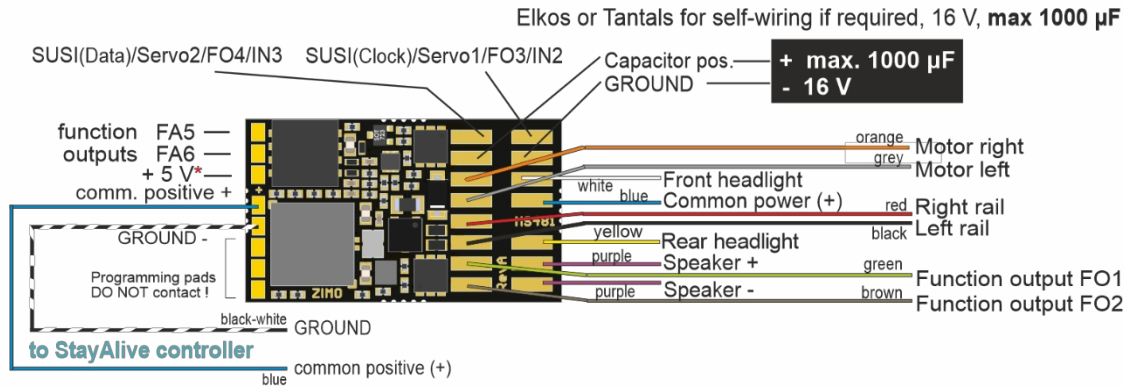 Elkos or Tantals for self-wiring if required, 16 V, max 1000 µF
SUSI(Data)/Servo2/FO4/IN3
SUSI(Clock)/Servo1/FO3/IN2
Capacitor pos.
+ max. 1000 µF
GROUND
- 16 V
function FA5
outputs FA6
+ 5 V*
comm. positive +
+
orange
Motor right
grey
Motor left
white
Front headlight
blue
Common power (+)
MS481
red
Right rail
black
Left rail
GROUND -
yellow
Rear headlight
purple
Speaker +
green
Function output FO1
Programming pads
DO NOT contact !
purple
Speaker -
brown
Function output FO2
ZIMO
black-white
GROUND
to StayAlive controller
blue
common positive (+)